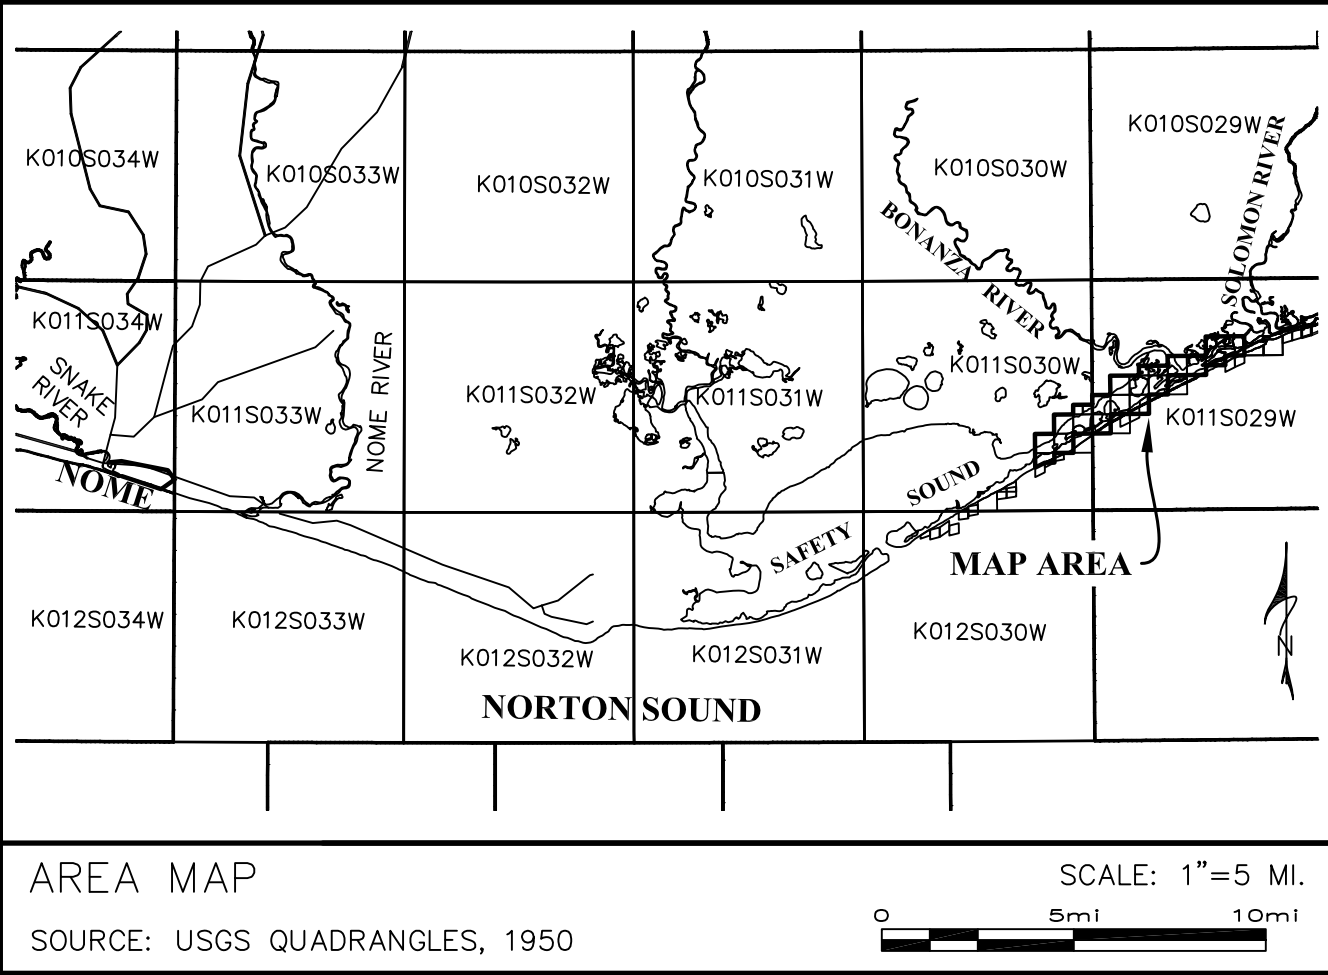 K010S034W
K010S033W
K010S032W
K010S031W
K010S030W
K010S029W
SOLOMON RIVER
BONANZA
RIVER
K011S034W
SNAKE
RIVER
K011S033W
NOME RIVER
K011S032W
K011S031W
K011S030W
K011S029W
NOME
SAFETY
SOUND
MAP AREA
K012S034W
K012S033W
K012S032W
K012S031W
K012S030W
N
NORTON SOUND
AREA MAP
SCALE: 1”=5 MI.
0 5mi 10mi
SOURCE: USGS QUADRANGLES, 1950